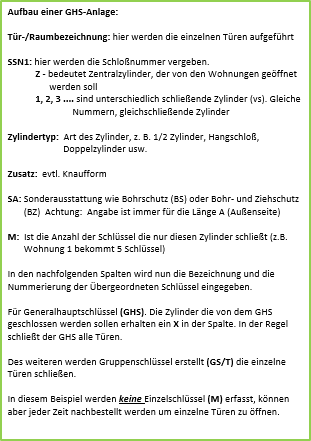 Aufbau einer GHS-Anlage:
Tür-/Raumbezeichnung: hier werden die einzelnen Türen aufgeführt
SSN1: hier werden die Schloßnummer vergeben.
Z - bedeutet Zentralzylinder, der von den Wohnungen geöffnet
werden soll
1, 2, 3 .... sind unterschiedlich schließende Zylinder (vs). Gleiche
Nummern, gleichschließende Zylinder
Zylindertyp: Art des Zylinder, z. B. 1/2 Zylinder, Hangschloß,
Doppelzylinder usw.
Zusatz: evtl. Knaufform
SA: Sonderausstattung wie Bohrschutz (BS) oder Bohr- und Ziehschutz
(BZ) Achtung: Angabe ist immer für die Länge A (Außenseite)
M: Ist die Anzahl der Schlüssel die nur diesen Zylinder schließt (z.B.
Wohnung 1 bekommt 5 Schlüssel)
In den nachfolgenden Spalten wird nun die Bezeichnung und die
Nummerierung der Übergeordneten Schlüssel eingegeben.
Für Generalhauptschlüssel (GHS). Die Zylinder die von dem GHS
geschlossen werden sollen erhalten ein X in der Spalte. In der Regel
schließt der GHS alle Türen.
Des weiteren werden Gruppenschlüssel erstellt (GS/T) die einzelne
Türen schließen.
In diesem Beispiel werden keine Einzelschlüssel (M) erfasst, können
aber jeder Zeit nachbestellt werden um einzelne Türen zu öffnen.